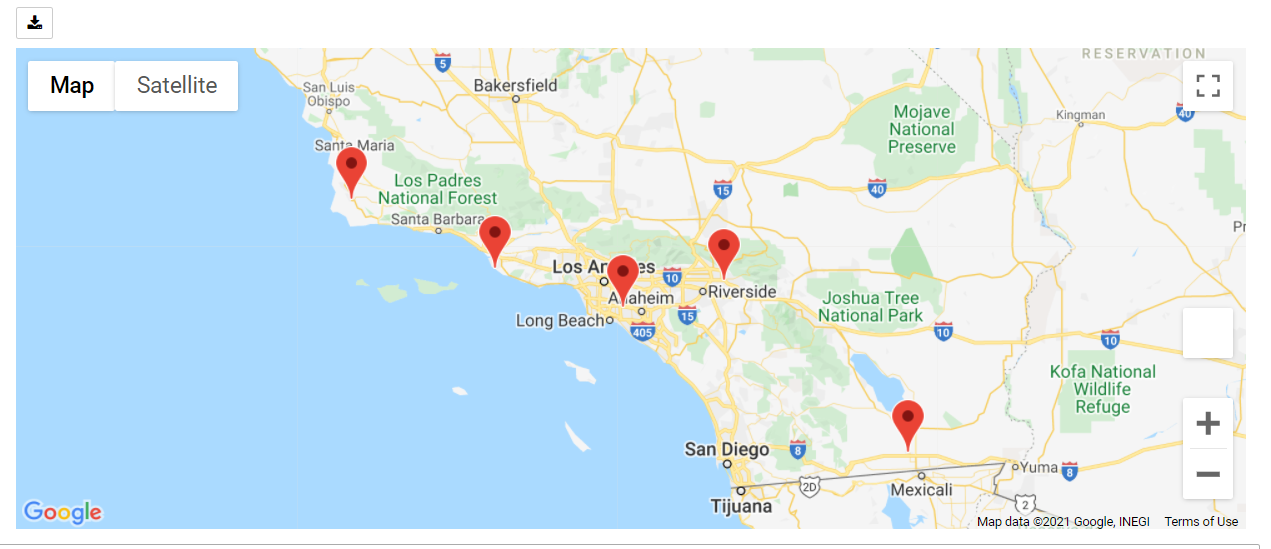 Map Satellite
RESERVATION
5
Bakersfield
San Luis
Obispo
Mojave
National
Preserve
Kingman
40
Santa Maria
Los Padres
National Forest
15
40
Santa Barbara
Los Angeles
10
Riverside
Anaheim
Joshua Tree
National Park
15
Long Beach
405
10
10
Kofa National
Wildlife
Refuge
San Diego
8
Yuma
8
2D
Mexicali
2
Tijuana
Google
Map data ©2021 Google, INEGI Terms of Use